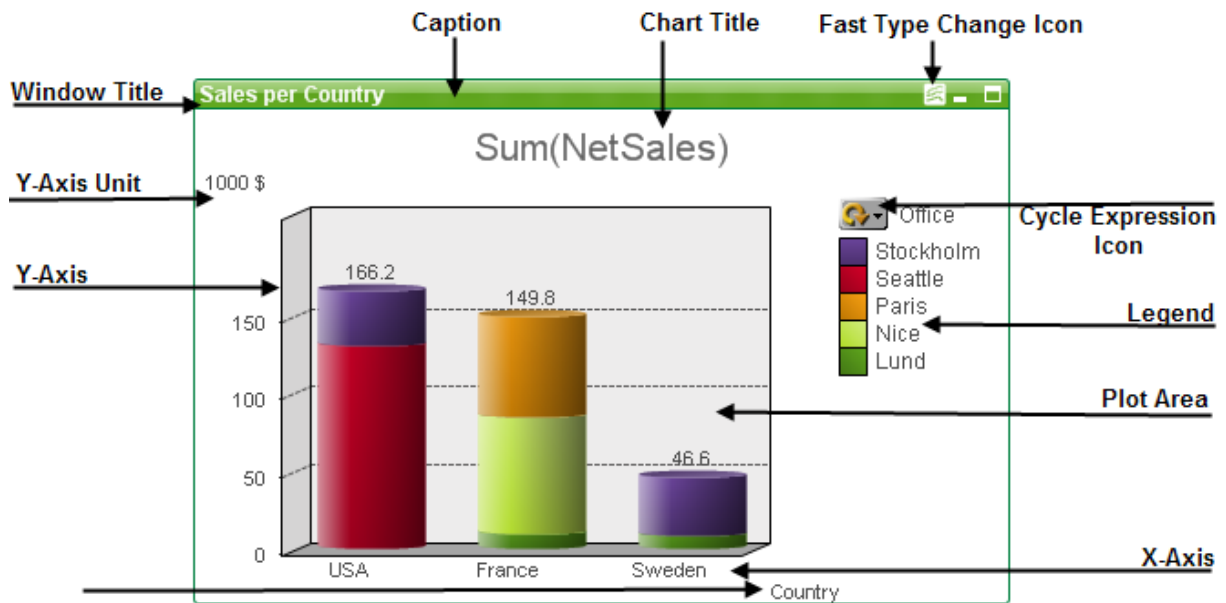 Caption
Chart Title
Fast Type Change Icon
Window Title
Sales per Country
Sum(NetSales)
Y-Axis Unit
1000 $
Office
Cycle Expression
Icon
Stockholm
Seattle
Paris
Nice
Lund
Y-Axis
Legend
Plot Area
166.2
149.8
46.6
150
100
50
0
USA
France
Sweden
X-Axis
Country